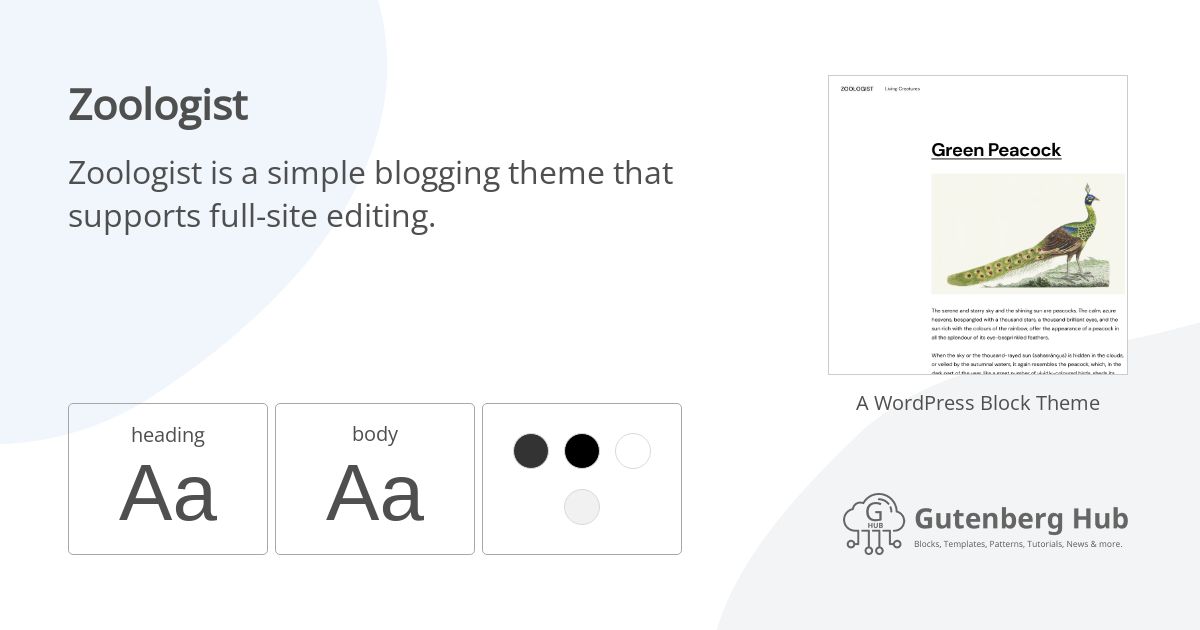 Zoologist
Zoologist is a simple blogging theme that
supports full-site editing.
heading
Aa
body
Aa
ZOOLOGIST Living Creatures
Green Peacock
The serene and starry sky and the shining sun are peacocks. The calm, azure
heavens, bespangled with a thousand stars, a thousand brilliant eyes, and the
sun rich with the colours of the rainbow, offer the appearance of a peacock in
all the splendour of its eye-besprinkled feathers.
When the sky or the thousand-rayed sun (sahasrânçus) is hidden in the clouds,
or veiled by the autumnal waters, it again resembles the peacock, which, in the
dark part of the year, like a great number of vividly-coloured birds, sheds its
A WordPress Block Theme
G
HUB
Gutenberg Hub
Blocks, Templates, Patterns, Tutorials, News & more.